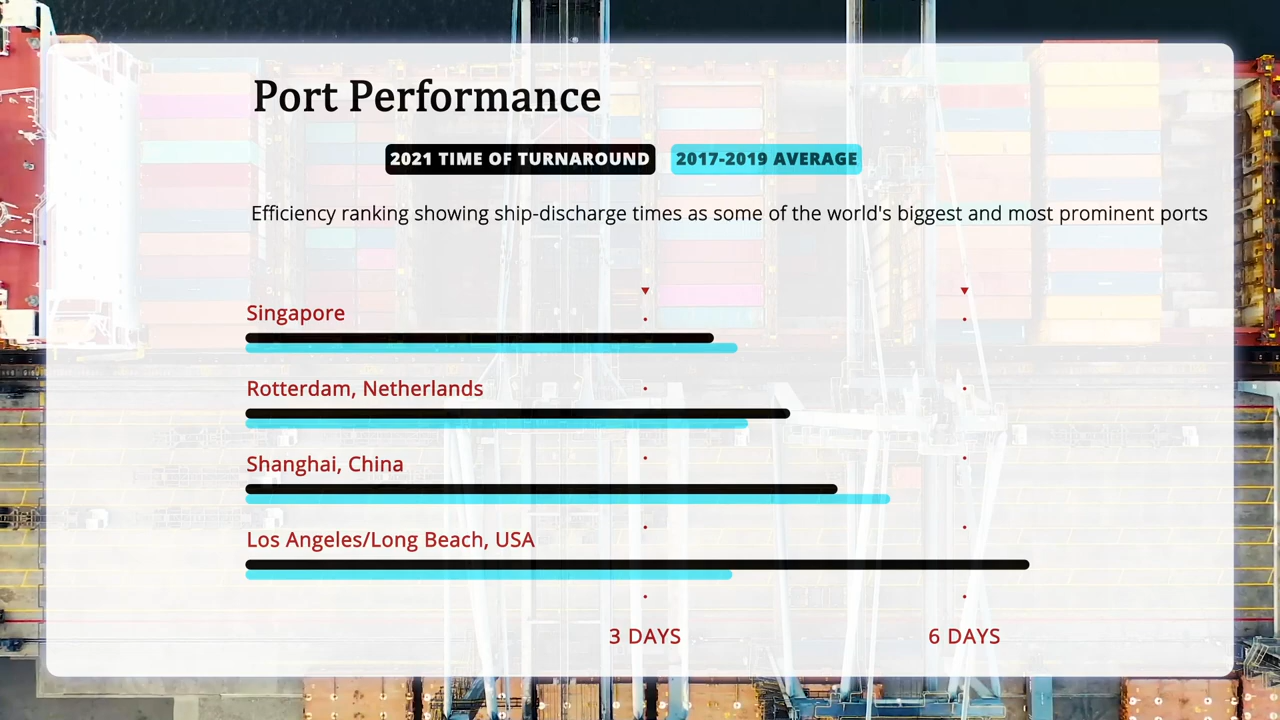 Port Performance
2021 TIME OF TURNAROUND
2017-2019 AVERAGE
Efficiency ranking showing ship-discharge times as some of the world's biggest and most prominent ports
Singapore
Rotterdam, Netherlands
Shanghai, China
Los Angeles/Long Beach, USA
3 DAYS
6 DAYS